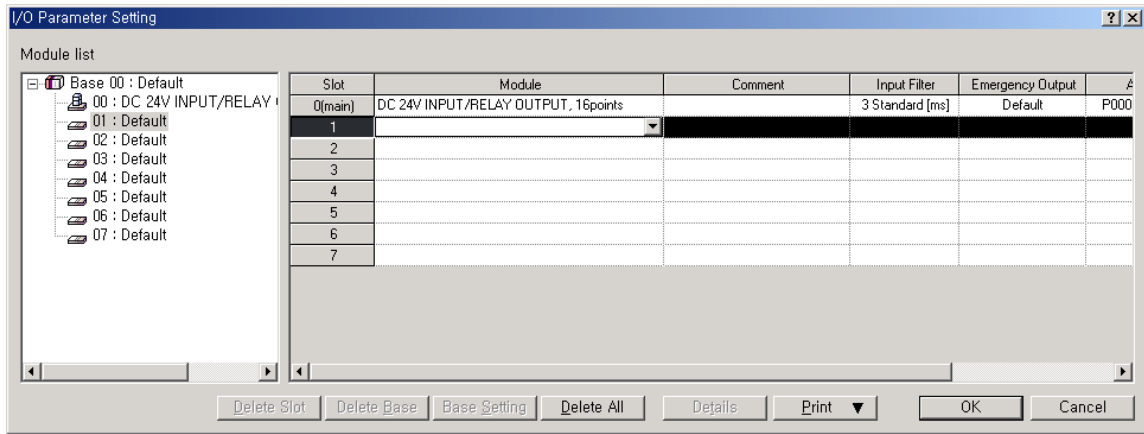 I/O Parameter Setting
Module list
Base 00 : Default
00 : DC 24V INPUT/RELAY
01 : Default
02 : Default
03 : Default
04 : Default
05 : Default
06 : Default
07 : Default
Slot Module Comment Input Filter Emergency Output
0(main) DC 24V INPUT/RELAY OUTPUT, 16points 3 Standard [ms] Default P000
1
2
3
4
5
6
7
Delete Slot Delete Base Base Setting Delete All Details Print ▼ OK Cancel